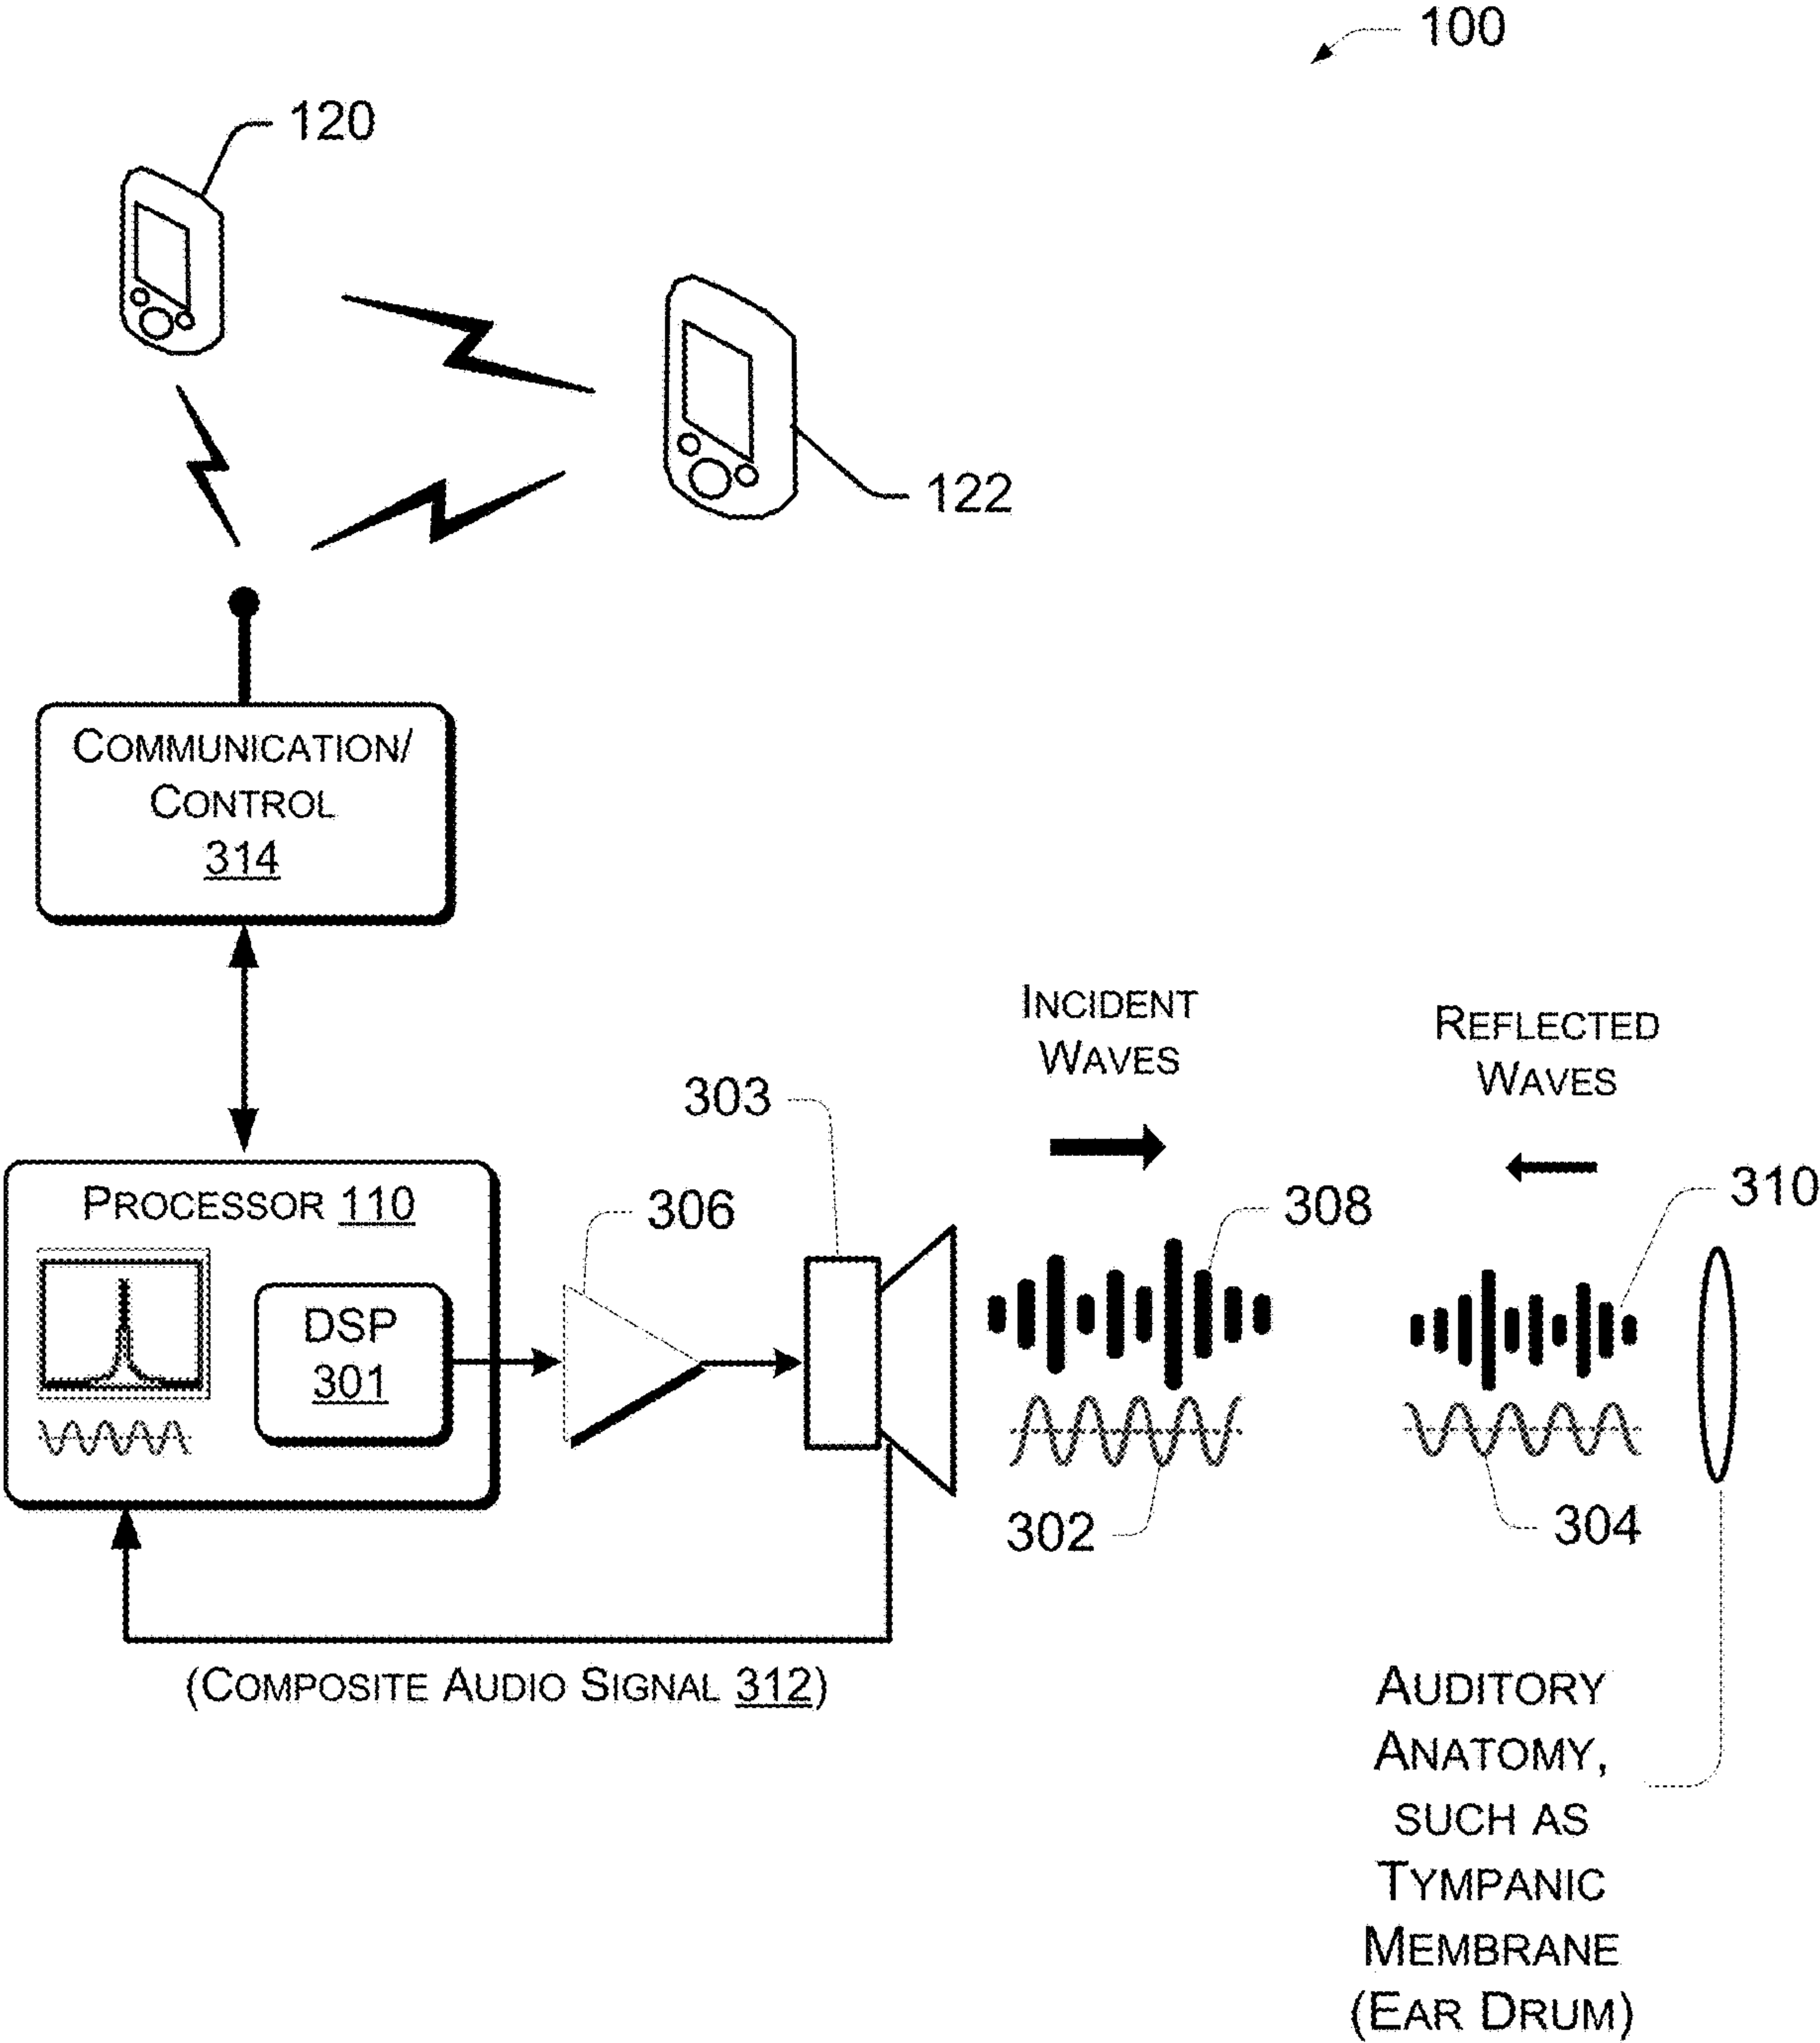 100
120
122
COMMUNICATION/
CONTROL
314
INCIDENT
WAVES
REFLECTED
WAVES
303
PROCESSOR 110
306
308
310
DSP
301
302
304
(COMPOSITE AUDIO SIGNAL 312)
AUDITORY
ANATOMY,
SUCH AS
TYMPANIC
MEMBRANE
(EAR DRUM)